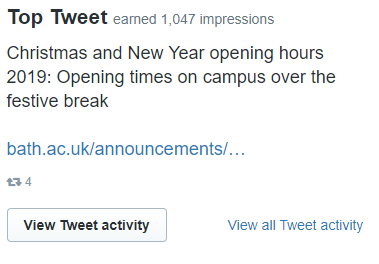 Top Tweet earned 1,047 impressions
Christmas and New Year opening hours
2019: Opening times on campus over the
festive break
bath.ac.uk/announcements/…
4
View Tweet activity
View all Tweet activity